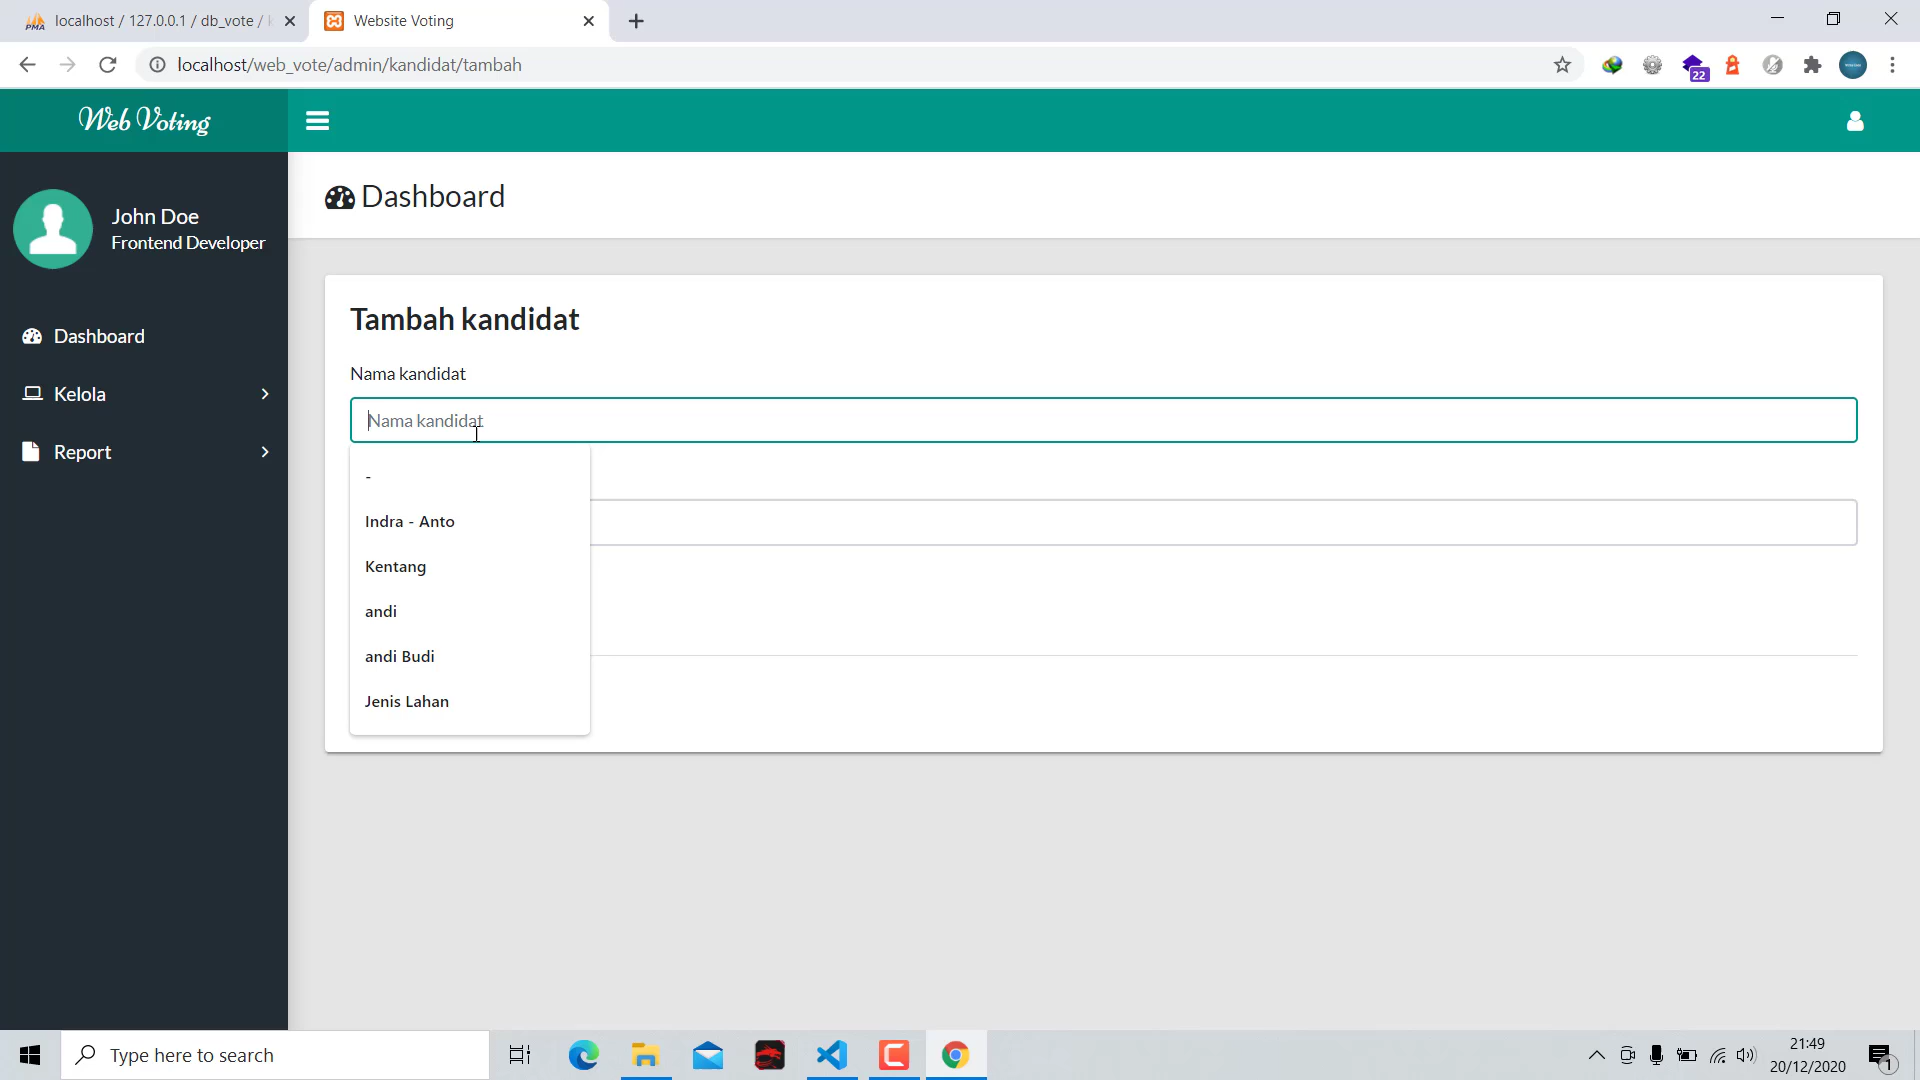 localhost / 127.0.0.1 / db_vote /
Website Voting
localhost/web_vote/admin/kandidat/tambah
22
Web Voting
Dashboard
John Doe
Frontend Developer
Dashboard
Kelola
Report
Tambah kandidat
Nama kandidat
Nama kandidat
-
Indra - Anto
Kentang
andi
andi Budi
Jenis Lahan
Type here to search
21:49
20/12/2020
1